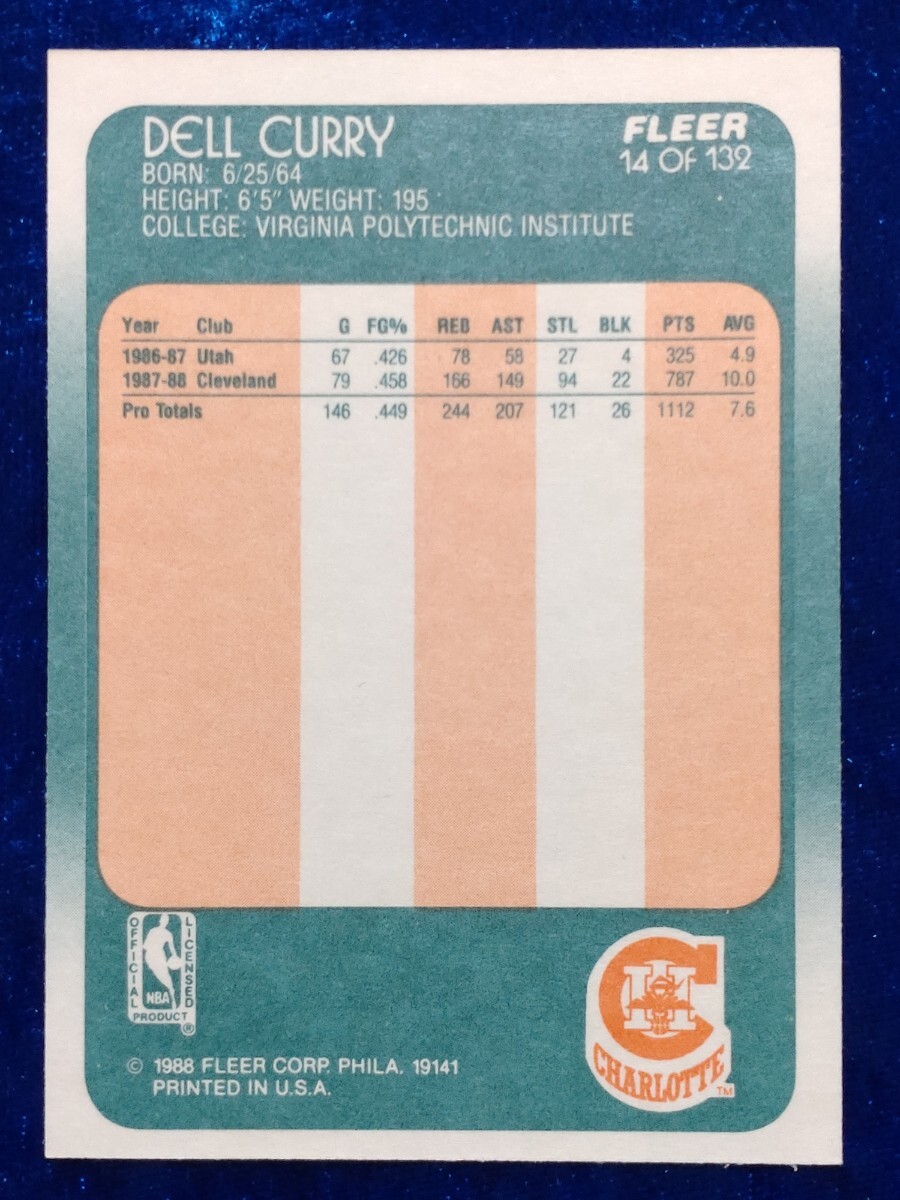 DELL CURRY
FLEER
14 OF 132
BORN: 6/25/64
HEIGHT: 6'5" WEIGHT: 195
COLLEGE: VIRGINIA POLYTECHNIC INSTITUTE
Year Club G FG% REB AST STL BLK PTS AVG
1986-87 Utah 67 .426 78 58 27 4 325 4.9
1987-88 Cleveland 79 .458 166 149 94 22 787 10.0
Pro Totals 146 .449 244 207 121 26 1112 7.6
OFFICIAL LICENSED
NBA
PRODUCT ®
CH
CHARLOTTE ™
© 1988 FLEER CORP. PHILA. 19141
PRINTED IN U.S.A.